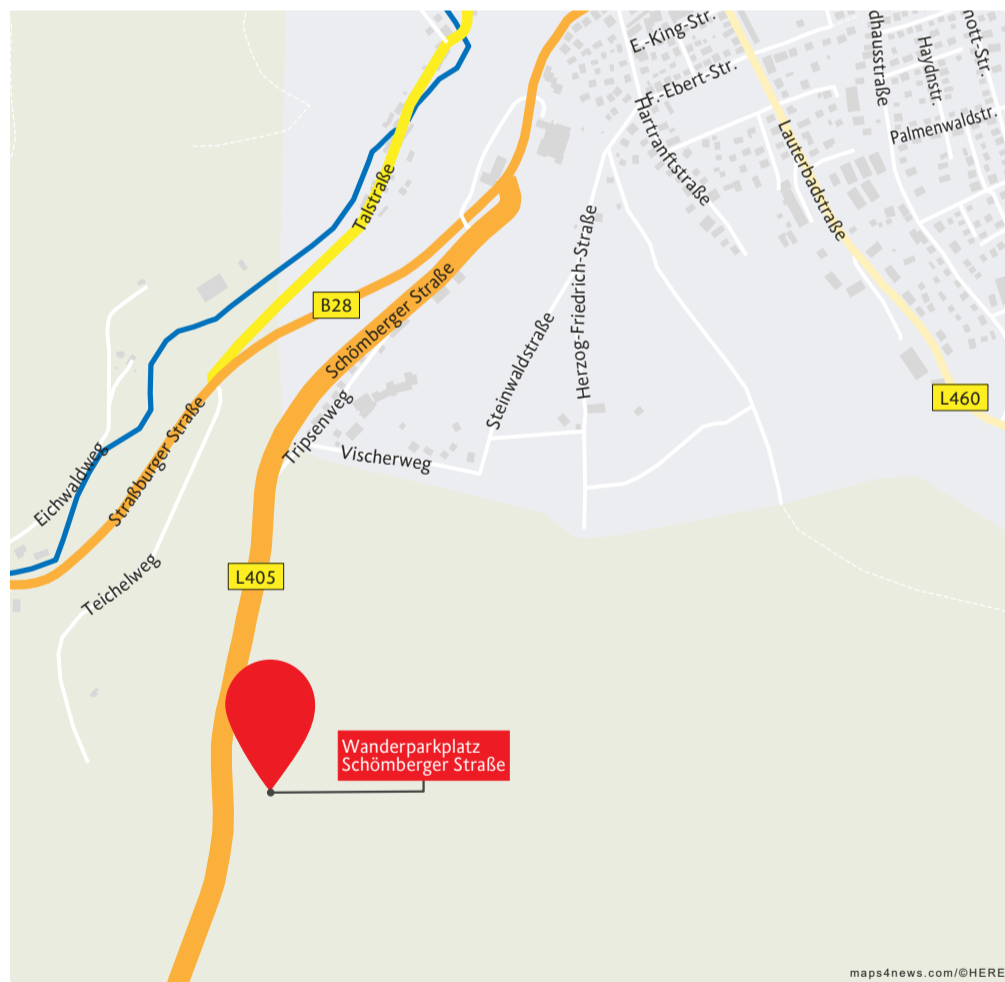 E.-King-Str.
F.-Ebert-Str.
Hartranftstraße
Lauterbadstraße
dhausstraße
Haydnstr.
nott-Str.
Palmenwaldstr.
Talstraße
B28
Schömberger Straße
Herzog-Friedrich-Straße
Steinwaldstraße
L460
Tripsenweg
Vischerweg
Straßburger Straße
Eichwaldweg
Teichelweg
L405
Wanderparkplatz
Schömberger Straße
maps4news.com/©HERE